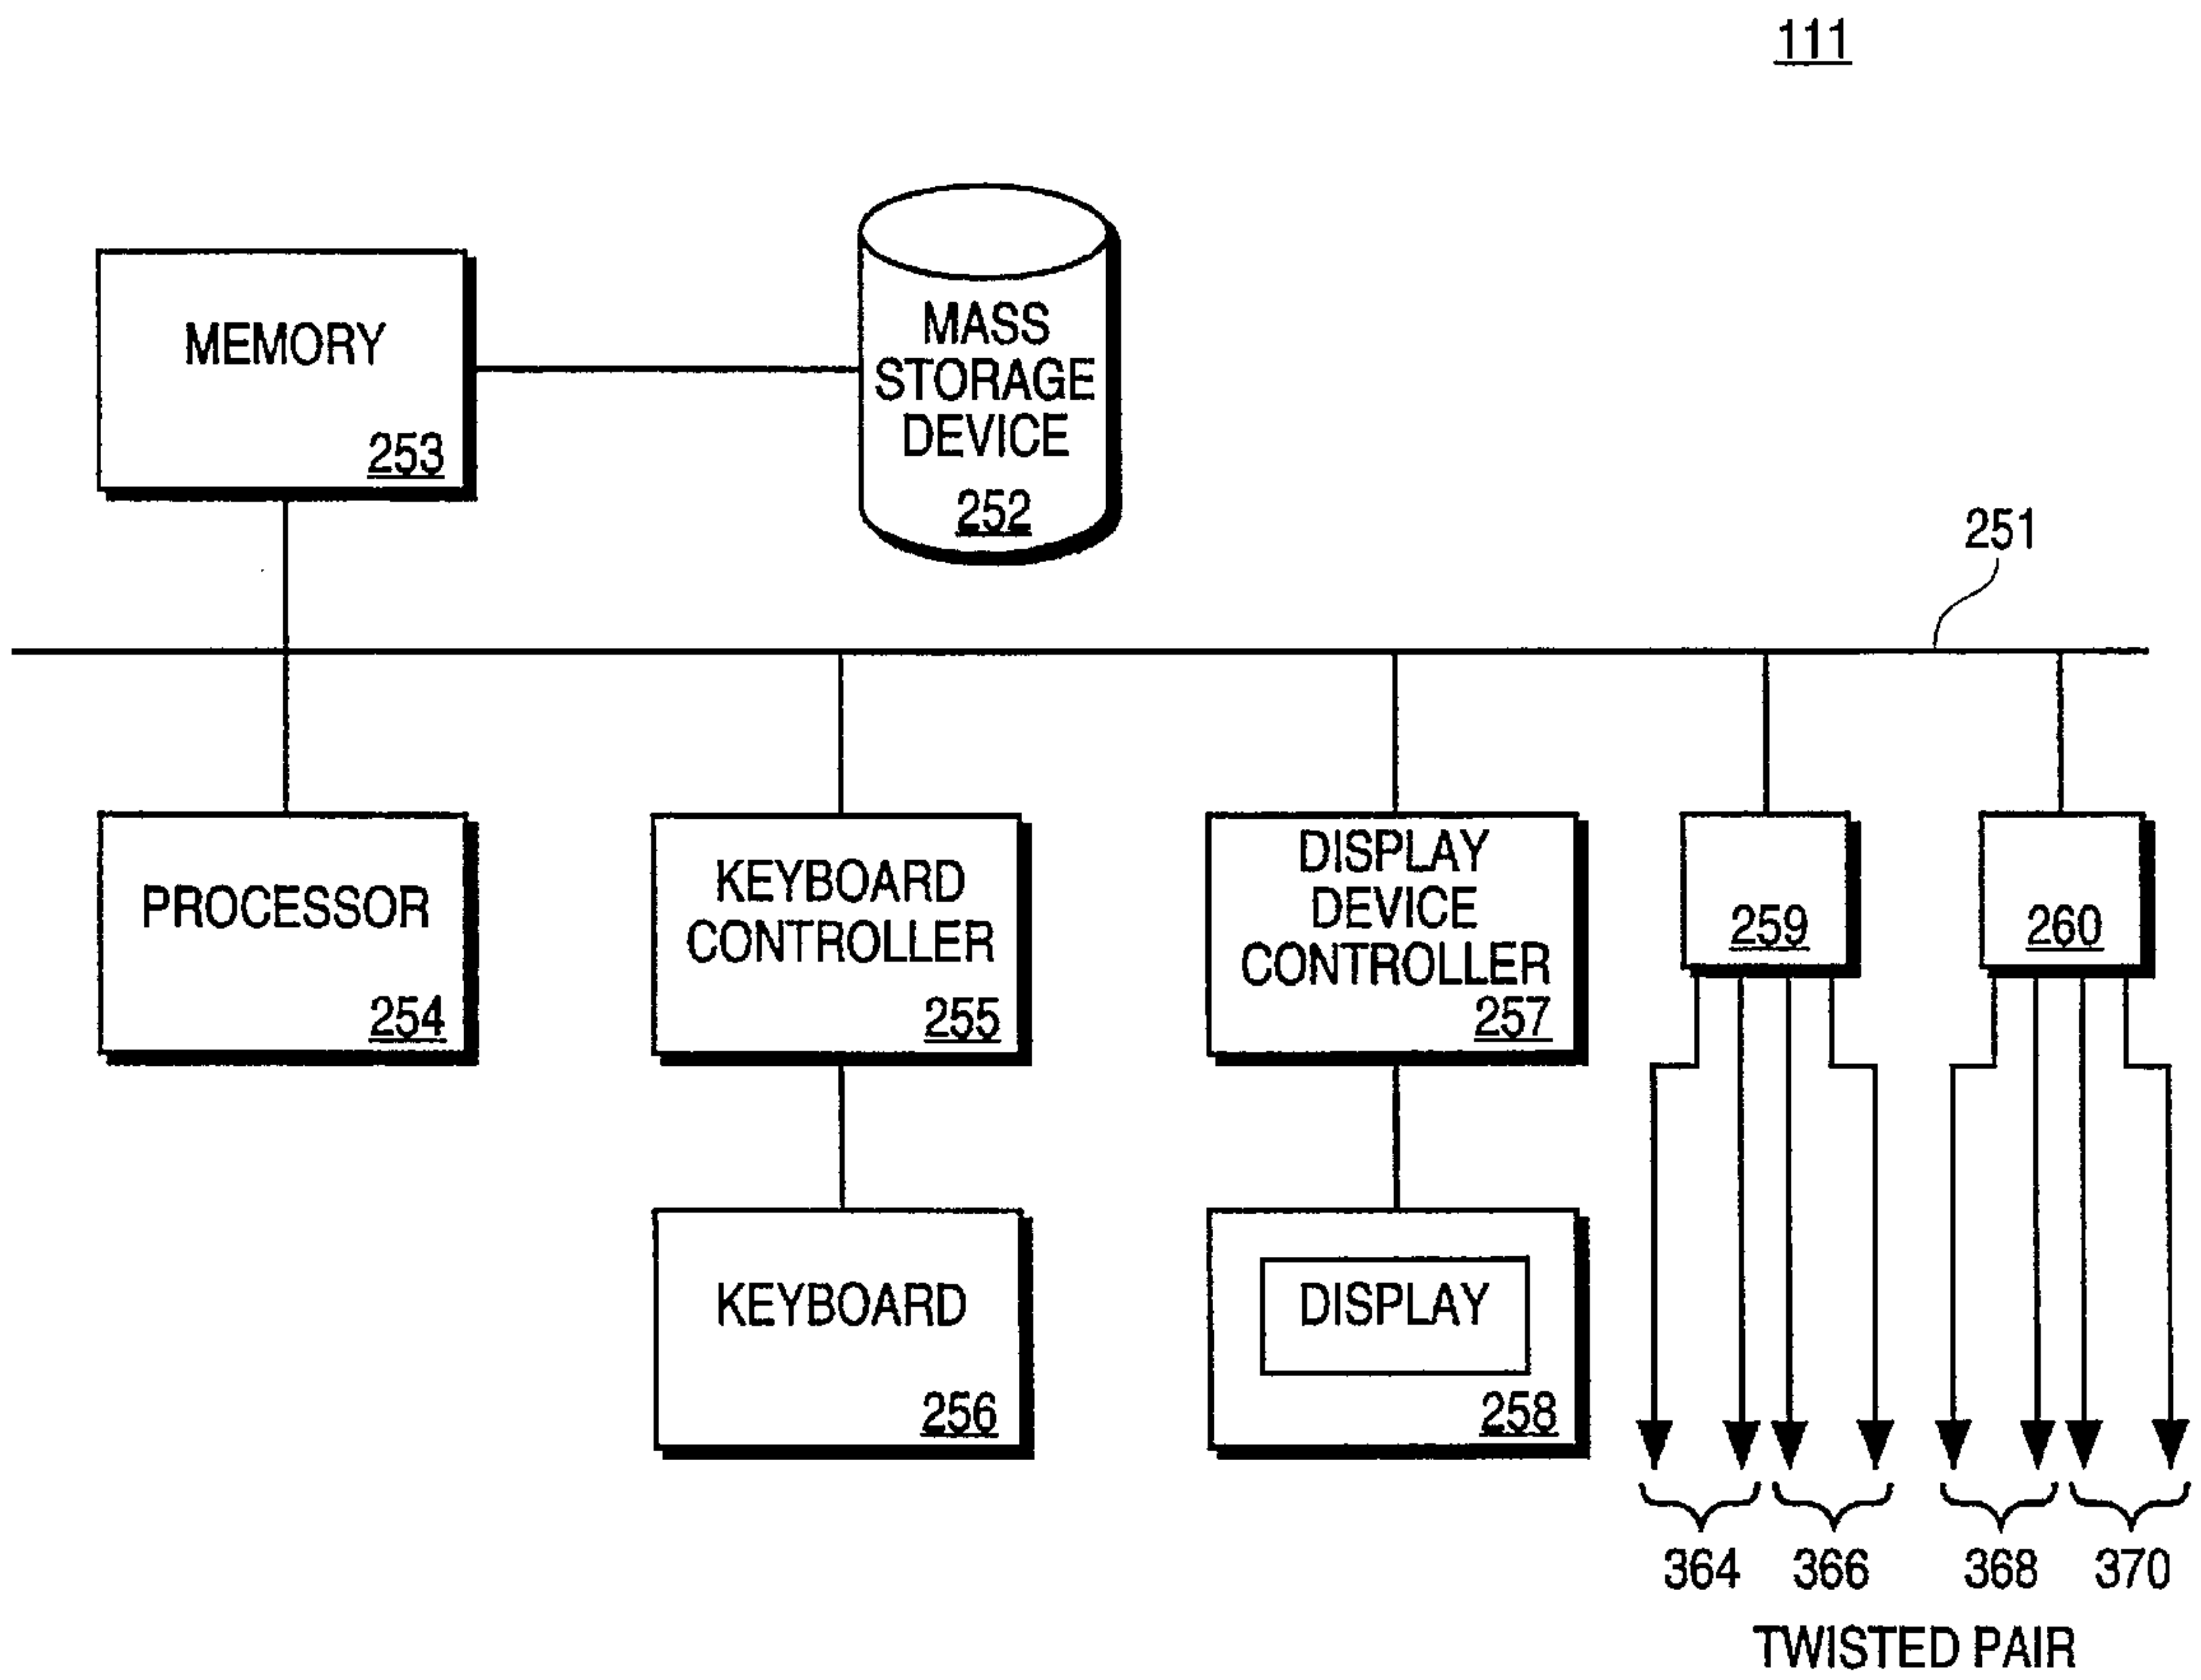 111
MEMORY
253
MASS
STORAGE
DEVICE
252
251
PROCESSOR
254
KEYBOARD
CONTROLLER
255
DISPLAY
DEVICE
CONTROLLER
257
259
260
KEYBOARD
256
DISPLAY
258
364 366 368 370
TWISTED PAIR